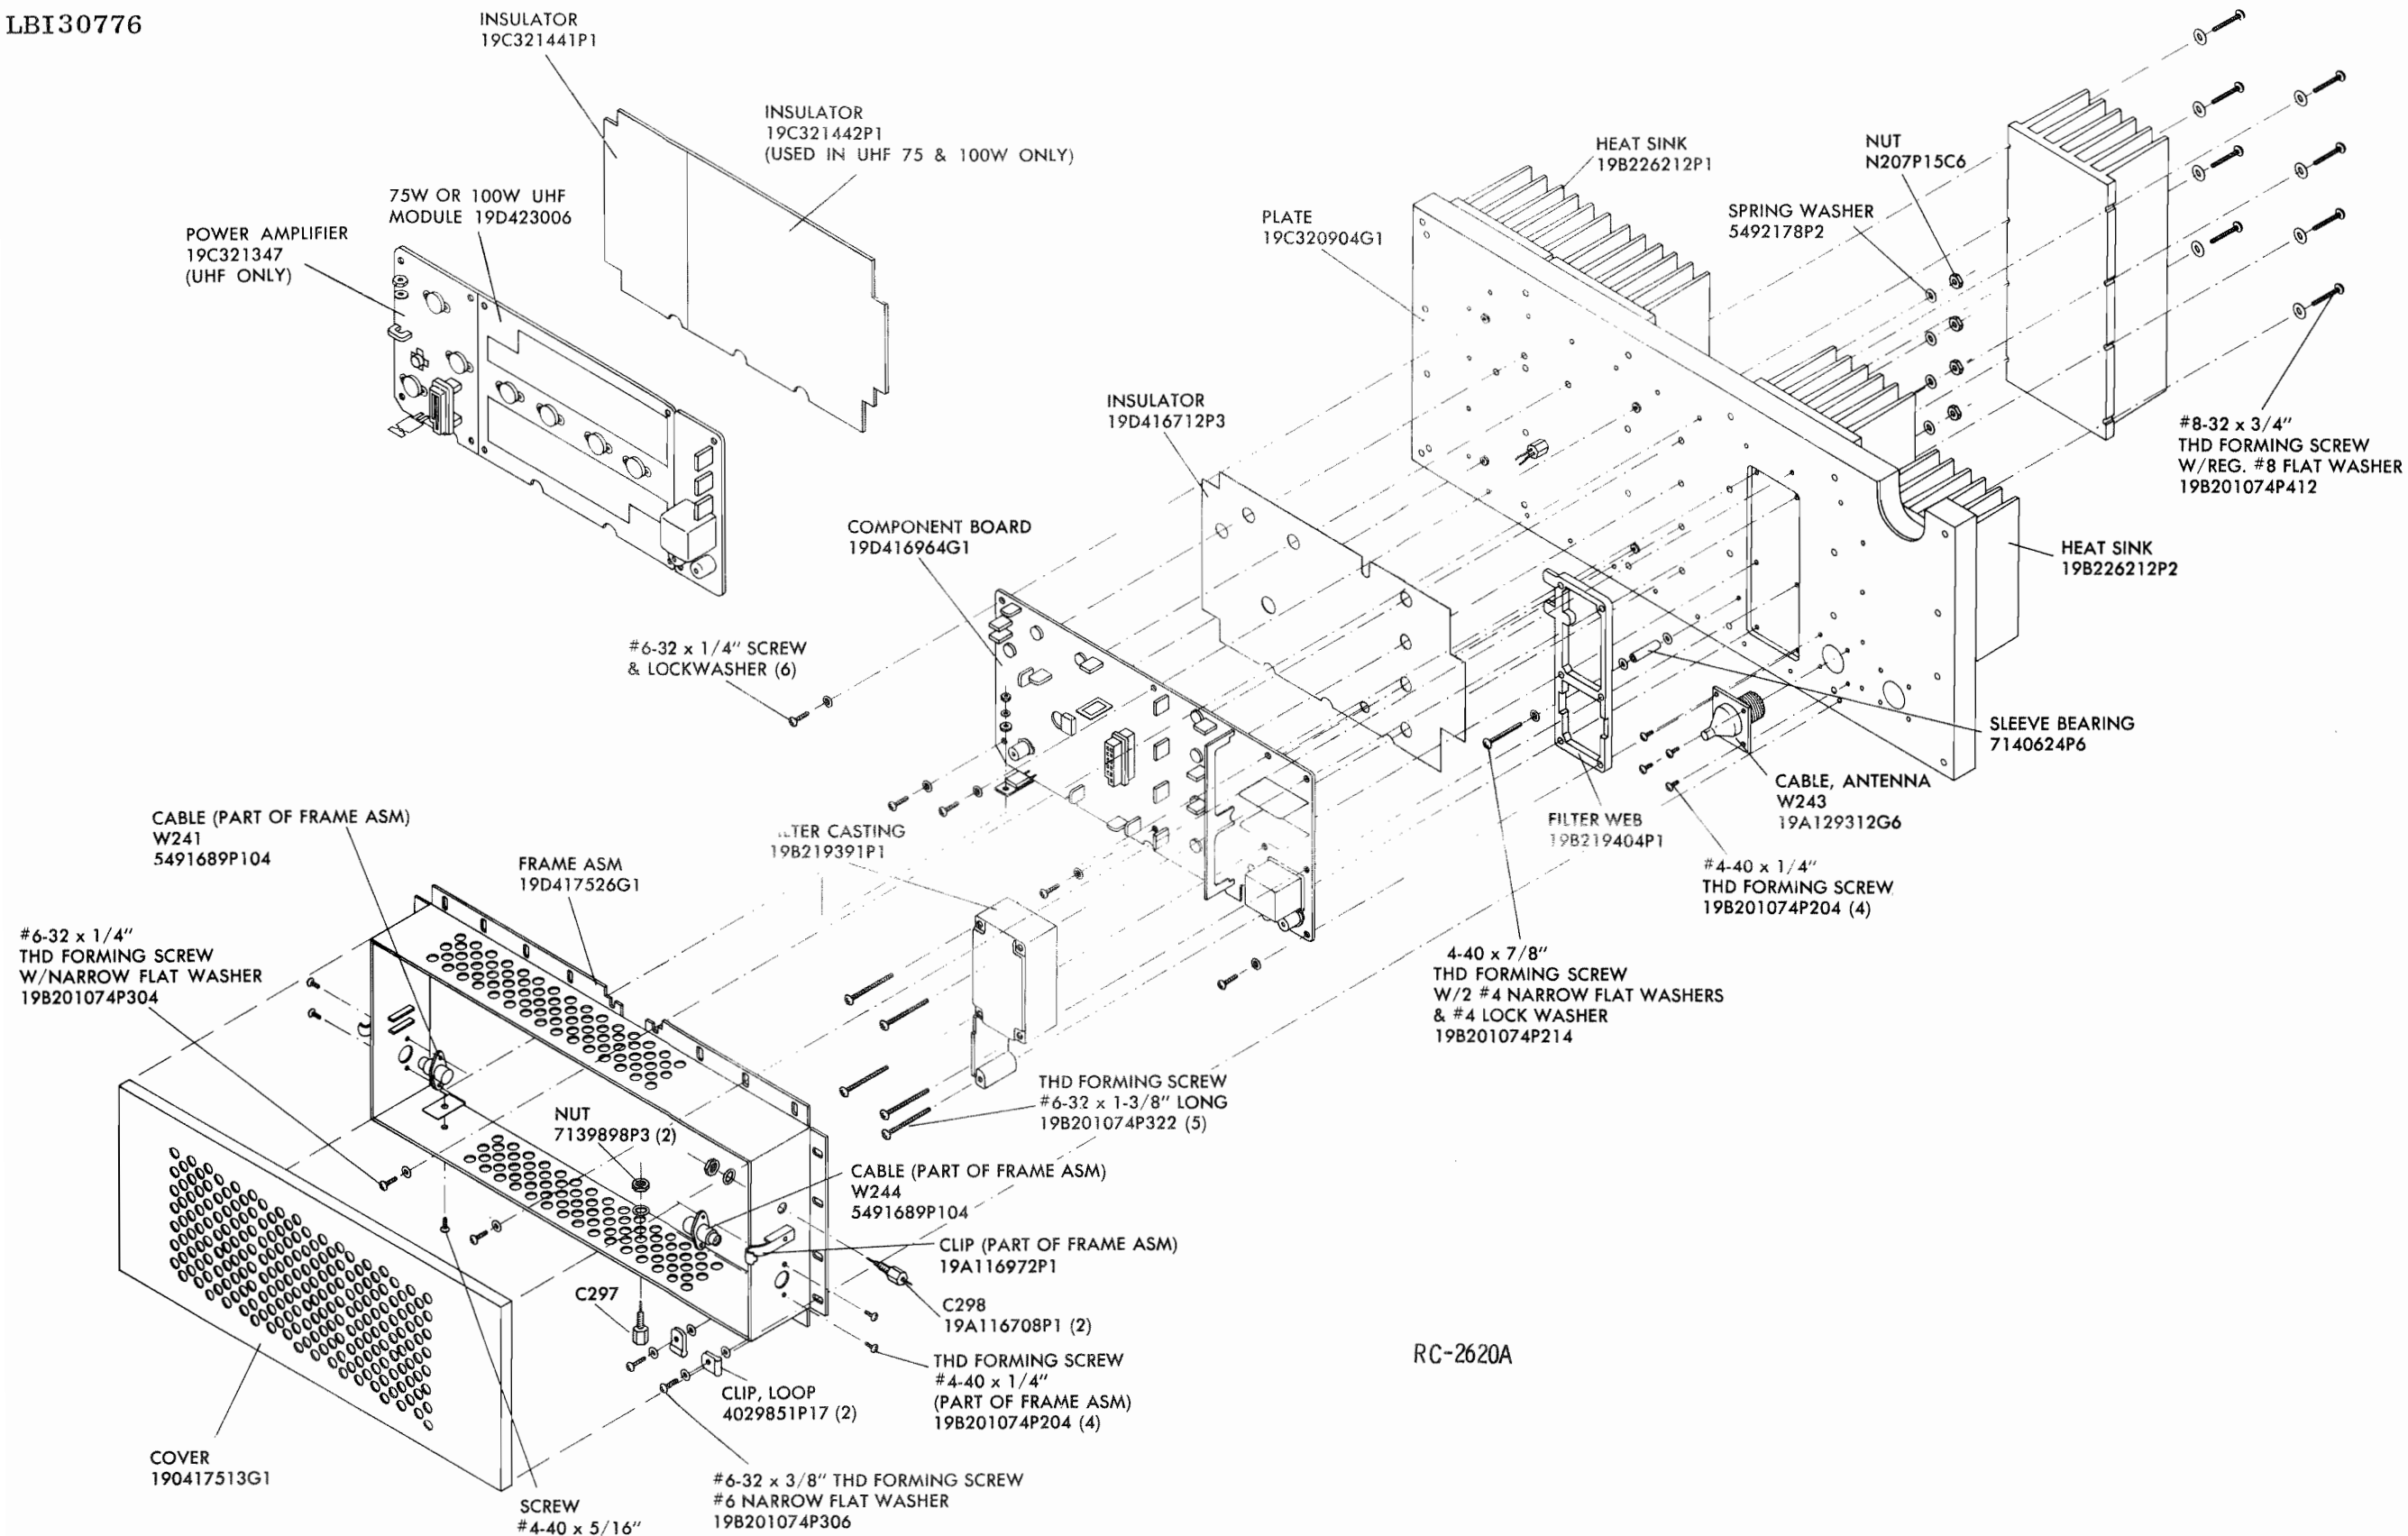 LBI30776
INSULATOR
19C321441P1
INSULATOR
19C321442P1
(USED IN UHF 75 & 100W ONLY)
75W OR 100W UHF
MODULE 19D423006
POWER AMPLIFIER
19C321347
(UHF ONLY)
HEAT SINK
19B226212P1
NUT
N207P15C6
PLATE
19C320904G1
SPRING WASHER
5492178P2
INSULATOR
19D416712P3
#8-32 x 3/4"
THD FORMING SCREW
W/REG. #8 FLAT WASHER
19B201074P412
COMPONENT BOARD
19D416964G1
HEAT SINK
19B226212P2
#6-32 x 1/4" SCREW
& LOCKWASHER (6)
SLEEVE BEARING
7140624P6
CABLE, ANTENNA
W243
19A129312G6
FILTER WEB
19B219404P1
#4-40 x 1/4"
THD FORMING SCREW
19B201074P204 (4)
CABLE (PART OF FRAME ASM)
W241
5491689P104
LTER CASTING
19B219391P1
FRAME ASM
19D417526G1
#6-32 x 1/4"
THD FORMING SCREW
W/NARROW FLAT WASHER
19B201074P304
4-40 x 7/8"
THD FORMING SCREW
W/2 #4 NARROW FLAT WASHERS
& #4 LOCK WASHER
19B201074P214
THD FORMING SCREW
#6-32 x 1-3/8" LONG
19B201074P322 (5)
NUT
7139898P3 (2)
CABLE (PART OF FRAME ASM)
W244
5491689P104
CLIP (PART OF FRAME ASM)
19A116972P1
C297
C298
19A116708P1 (2)
THD FORMING SCREW
#4-40 x 1/4"
(PART OF FRAME ASM)
19B201074P204 (4)
RC-2620A
CLIP, LOOP
4029851P17 (2)
COVER
190417513G1
#6-32 x 3/8" THD FORMING SCREW
#6 NARROW FLAT WASHER
19B201074P306
SCREW
#4-40 x 5/16"